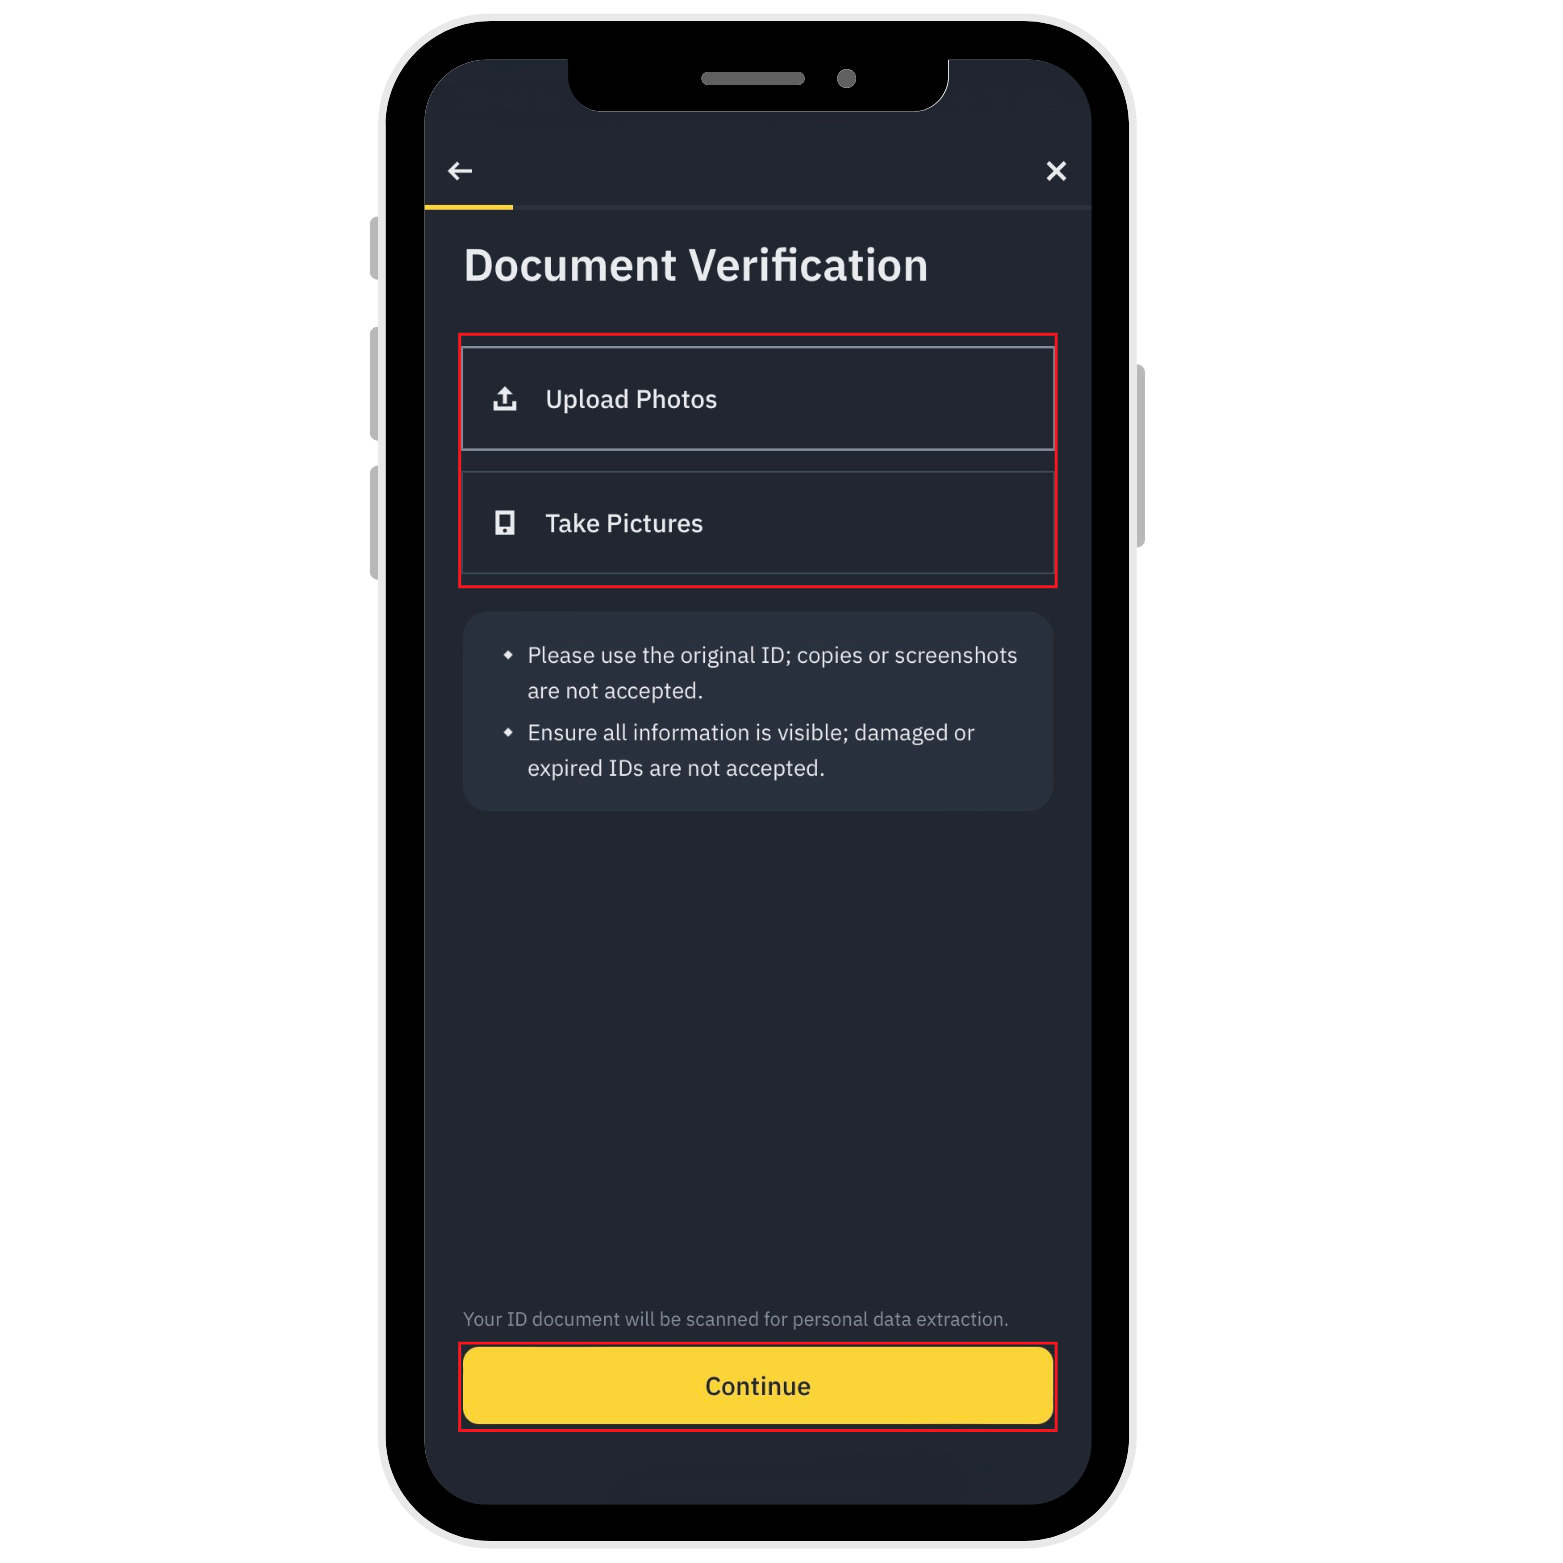 Document Verification
Upload Photos
Take Pictures
Please use the original ID; copies or screenshots
are not accepted.
Ensure all information is visible; damaged or
expired IDs are not accepted.
Your ID document will be scanned for personal data extraction.
Continue